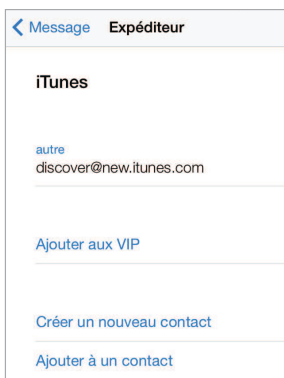 Message Expéditeur
iTunes
autre
discover@new.itunes.com
Ajouter aux VIP
Créer un nouveau contact
Ajouter à un contact